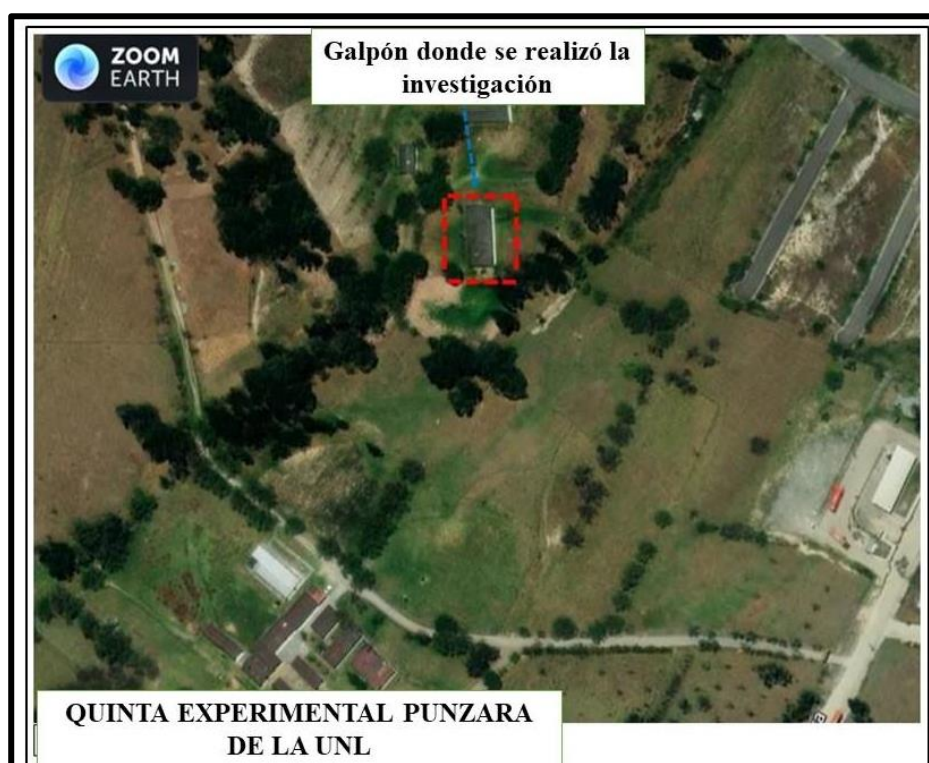 ZOOM
EARTH
Galpón donde se realizó la
investigación
QUINTA EXPERIMENTAL PUNZARA
DE LA UNL